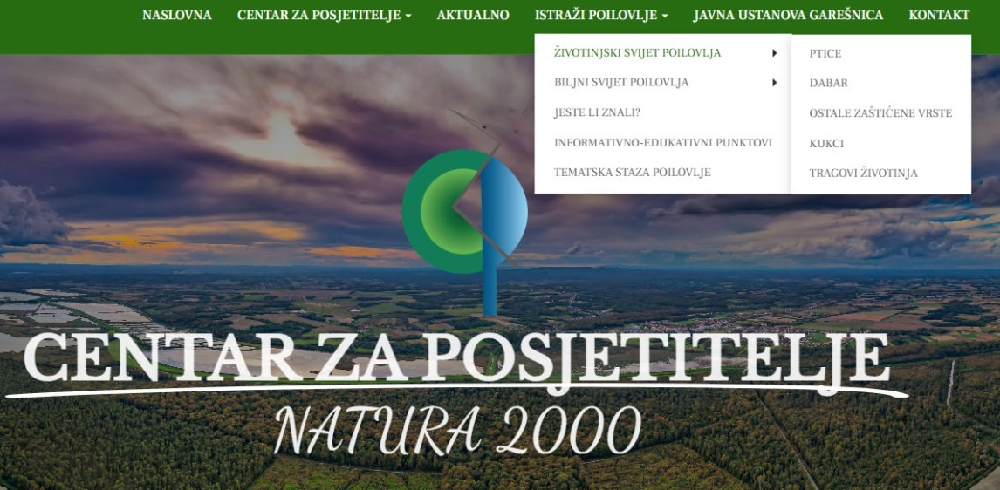 NASLOVNA CENTAR ZA POSJETITELJE AKTUALNO ISTRAŽI POILOVLJE JAVNA USTANOVA GAREŠNICA KONTAKT
ŽIVOTINJSKI SVIJET POILOVLJA
BILJNI SVIJET POILOVLJA
JESTE LI ZNALI?
INFORMATIVNO-EDUKATIVNI PUNKTOVI
TEMATSKA STAZA POILOVLJE
PTICE
DABAR
OSTALE ZAŠTIĆENE VRSTE
KUKCI
TRAGOVI ŽIVOTINJA
CENTAR ZA POSJETITELJE
NATURA 2000